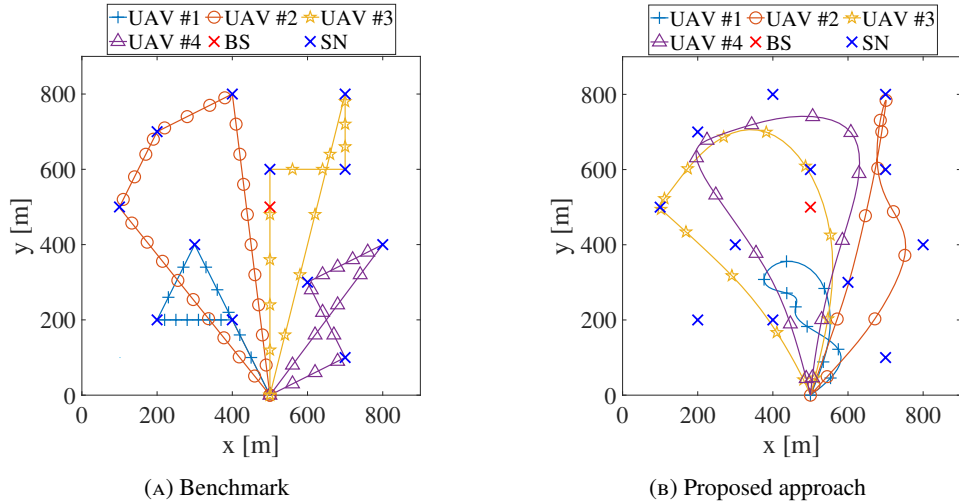 UAV #1 UAV #2 UAV #3
UAV #4 BS SN
y [m]
800
600
400
200
0
0 200 400 600 800
x [m]
(A) Benchmark
UAV #1 UAV #2 UAV #3
UAV #4 BS SN
y [m]
800
600
400
200
0
0 200 400 600 800
x [m]
(B) Proposed approach